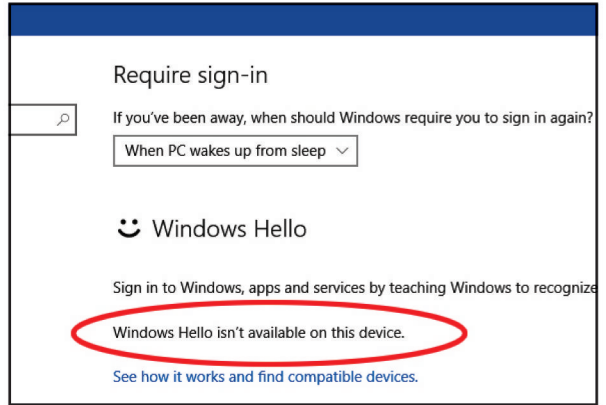 Require sign-in
If you've been away, when should Windows require you to sign in again?
When PC wakes up from sleep
Windows Hello
Sign in to Windows, apps and services by teaching Windows to recognize
Windows Hello isn't available on this device.
See how it works and find compatible devices.